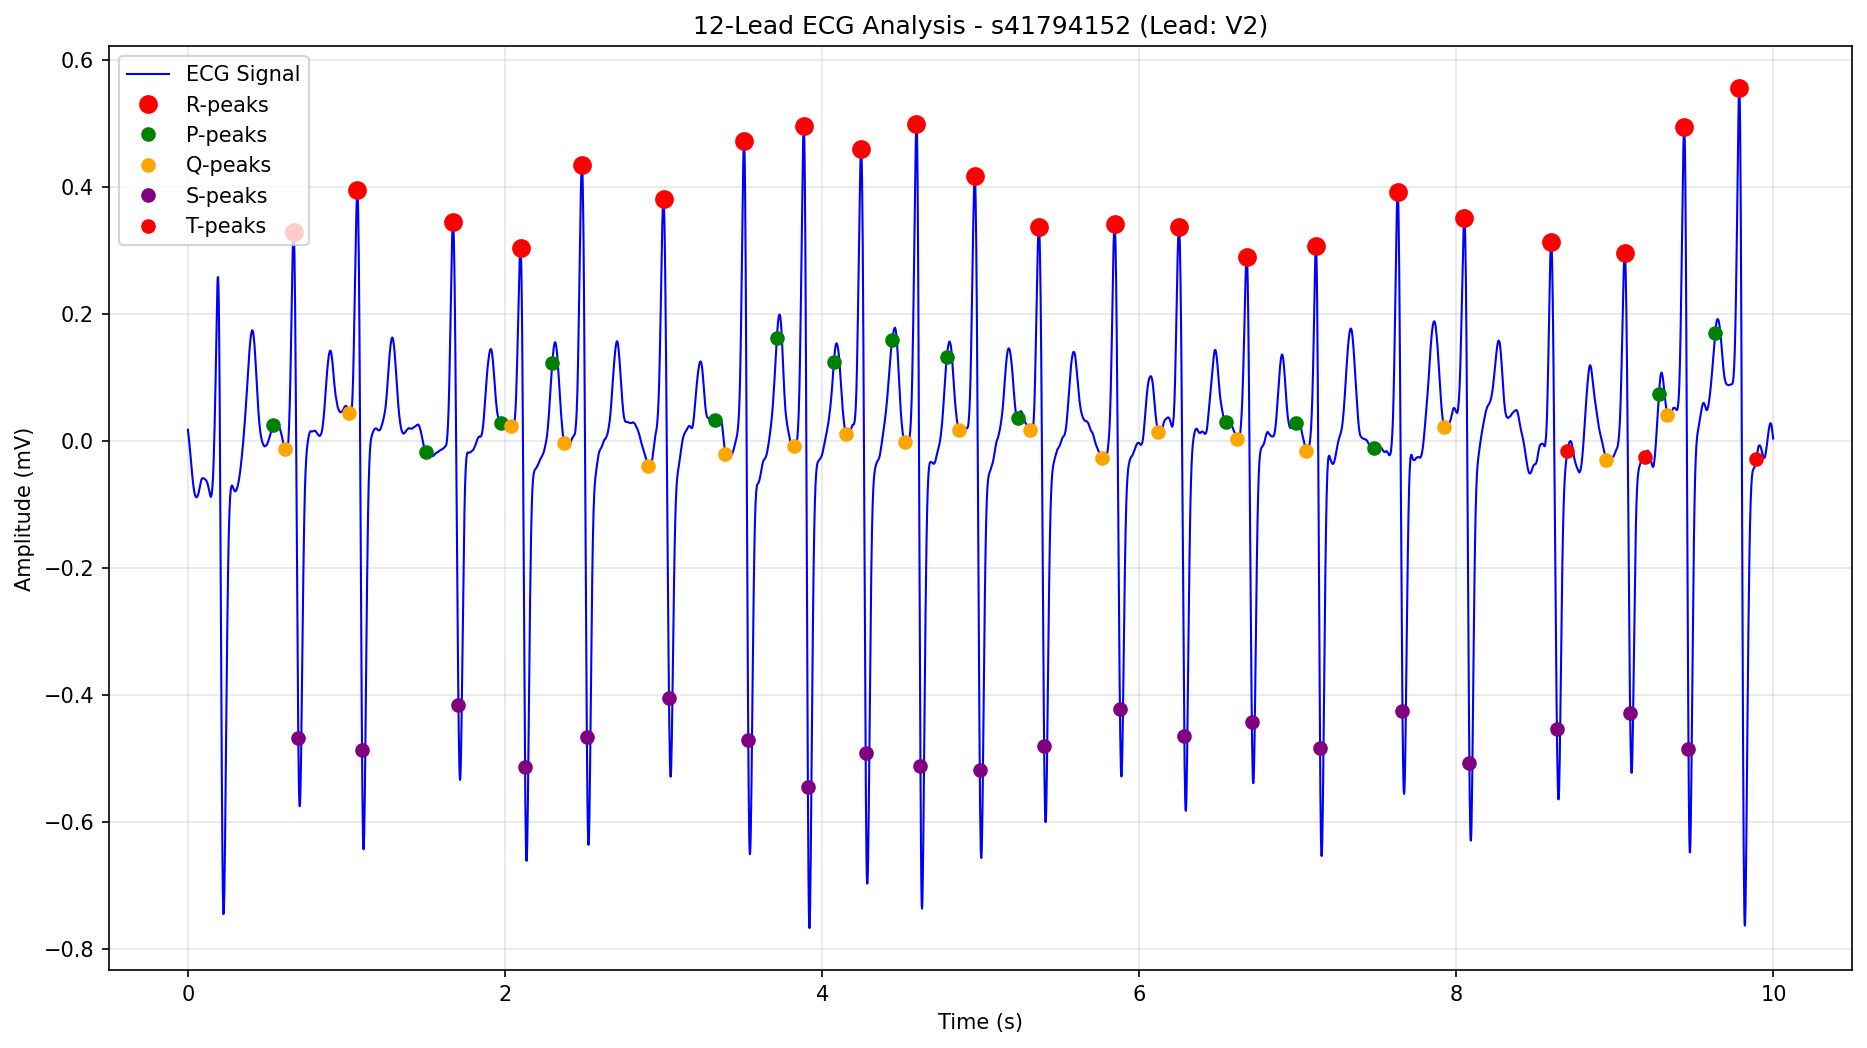 12-Lead ECG Analysis - s41794152 (Lead: V2)
ECG Signal
R-peaks
P-peaks
Q-peaks
S-peaks
T-peaks
Amplitude (mV)
0.6
0.4
0.2
0.0
−0.2
−0.4
−0.6
−0.8
0 2 4 6 8 10
Time (s)